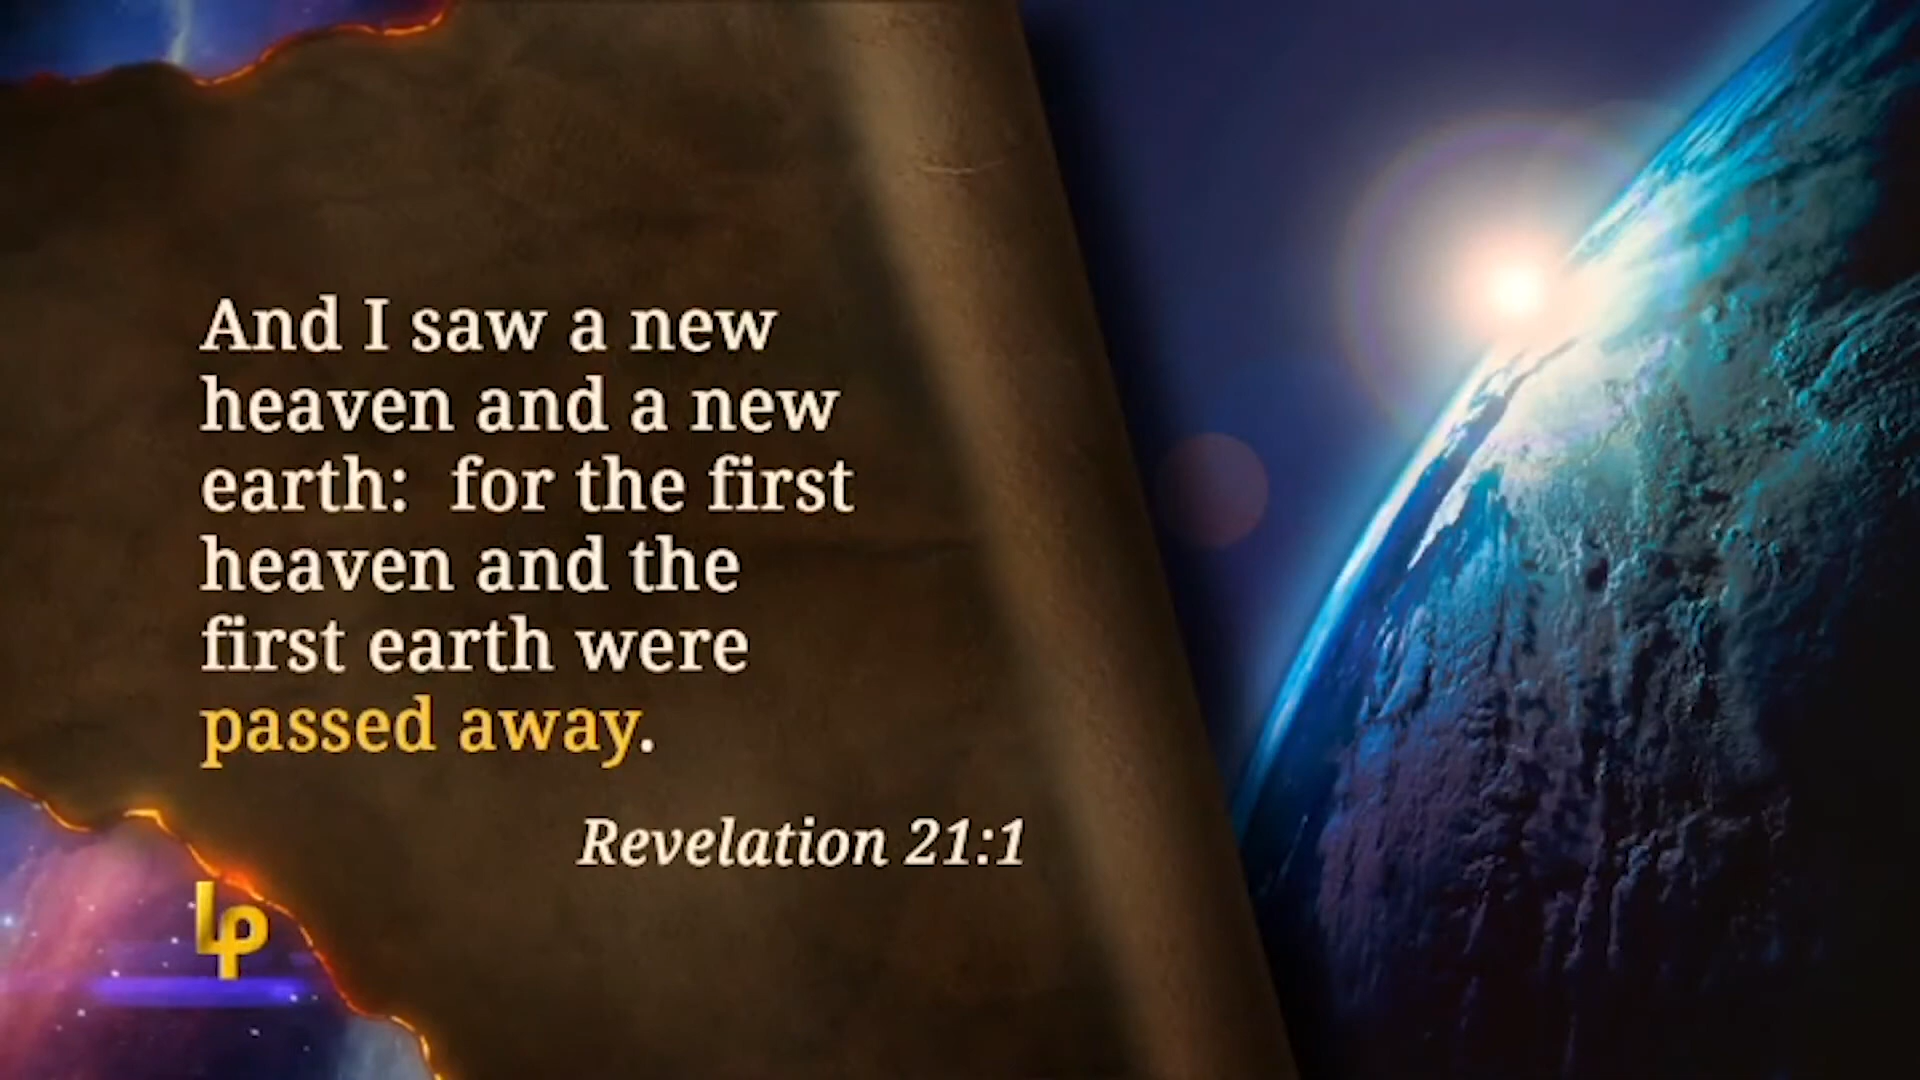 And I saw a new
heaven and a new
earth:  for the first
heaven and the
first earth were
passed away.
Revelation 21:1
LP